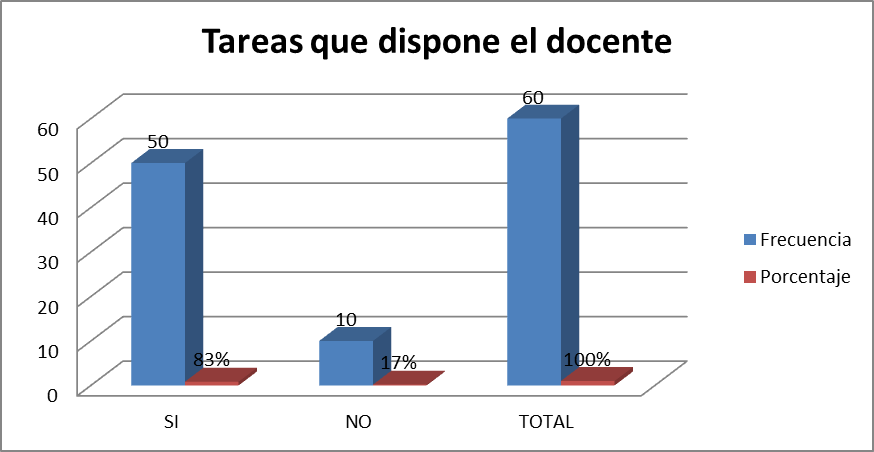 Tareas que dispone el docente
60
50
40
30
20
10
0
50
83%
10
17%
60
100%
SI
NO
TOTAL
Frecuencia
Porcentaje